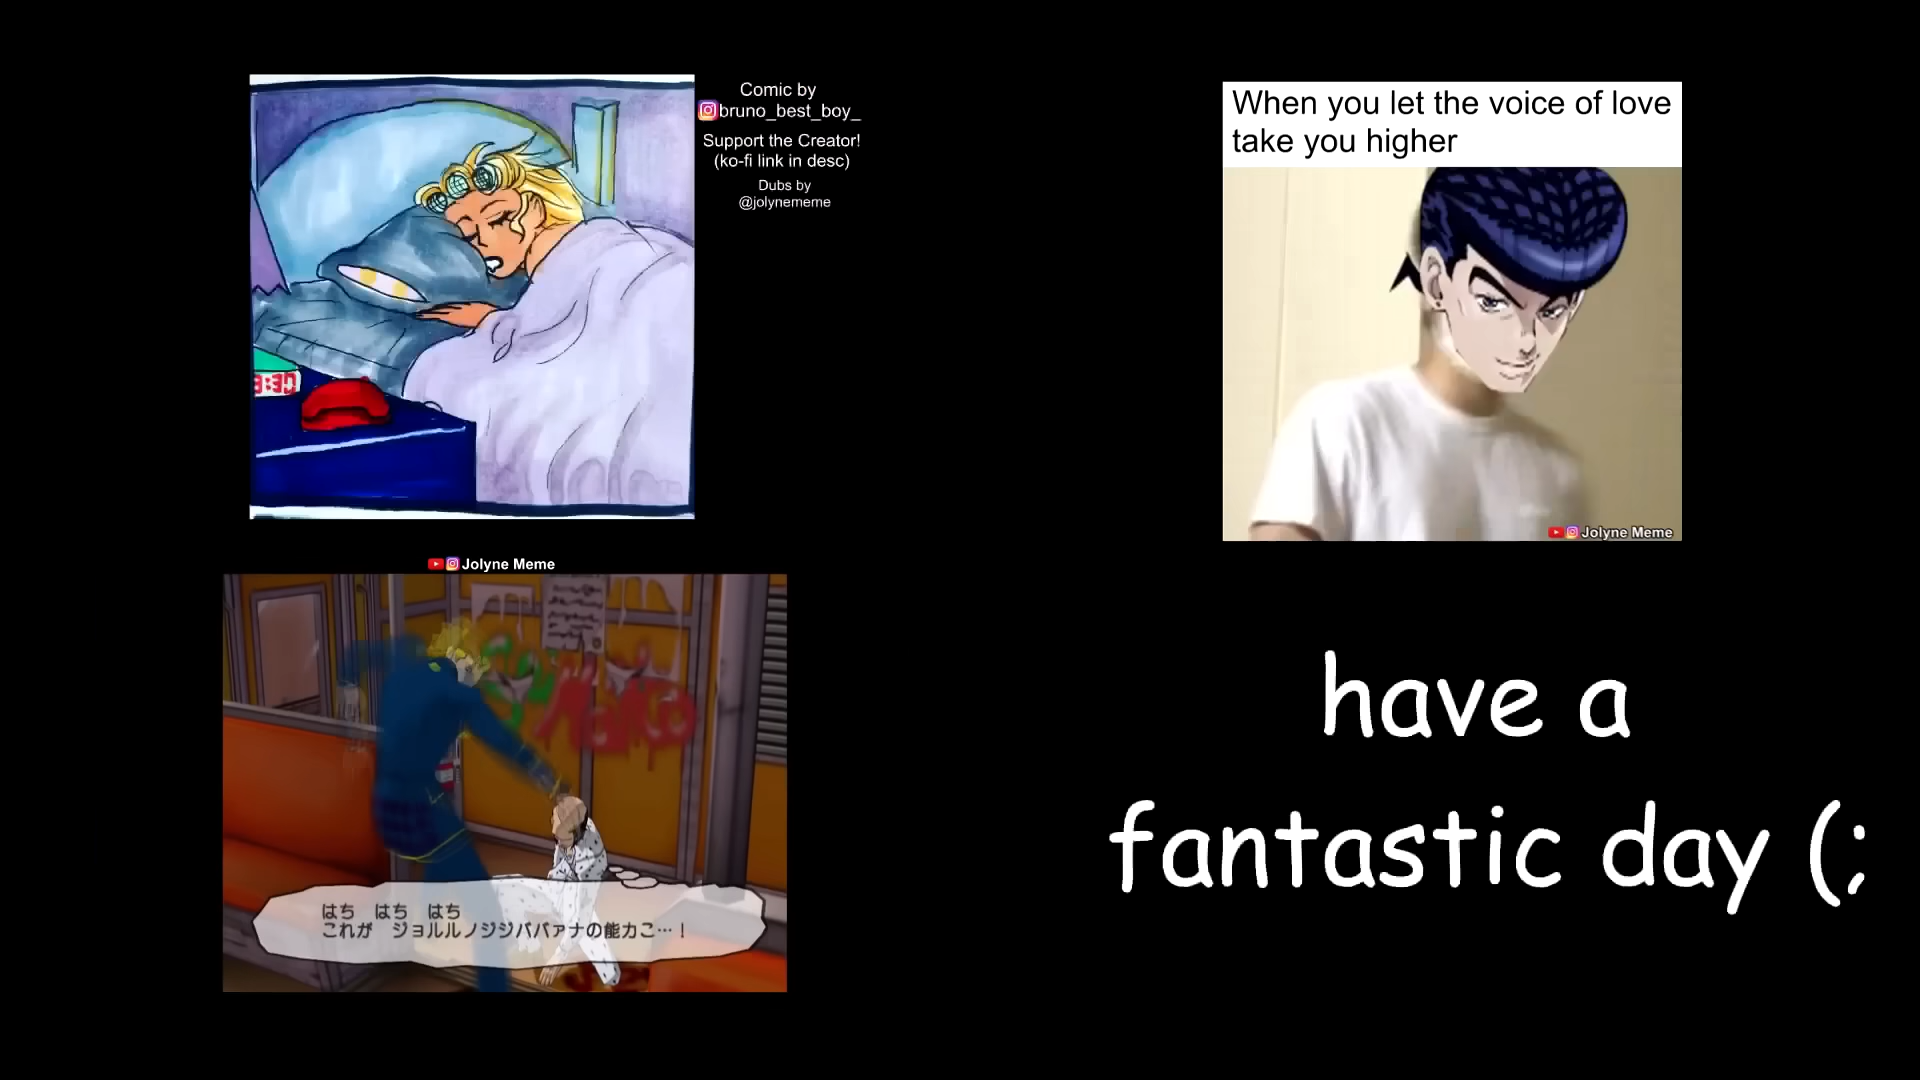 Comic by
bruno_best_boy_
Support the Creator!
(ko-fi link in desc)
Dubs by
@jolynememe
When you let the voice of love
take you higher
Jolyne Meme
Jolyne Meme
はち はち はち
これが ジョルルノジジババァナの能力こ…！
have a
fantastic day (;